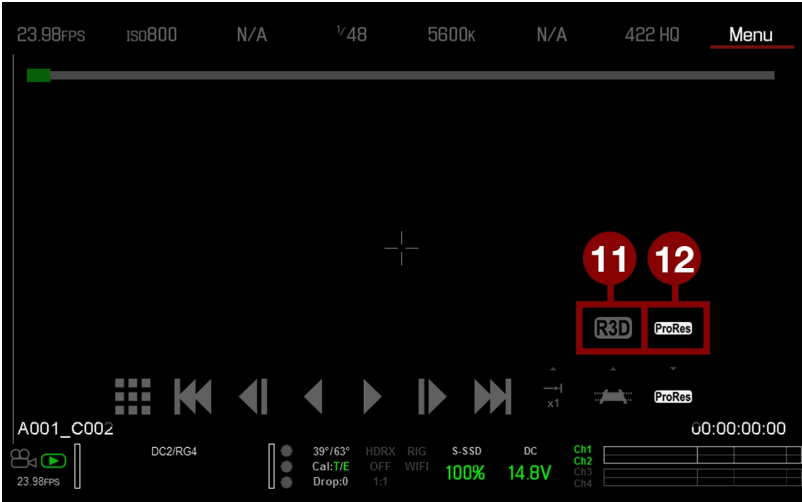 23.98FPS ISO800 N/A 1/48 5600K N/A 422 HQ Menu
11 12
R3D ProRes
x1 ProRes
A001_C002 00:00:00:00
DC2/RG4 39°/63° HDRX RIG S-SSD DC Ch1
Cal:T/E OFF WIFI 100% 14.8V Ch2
23.98FPS Drop:0 1:1 Ch3
Ch4